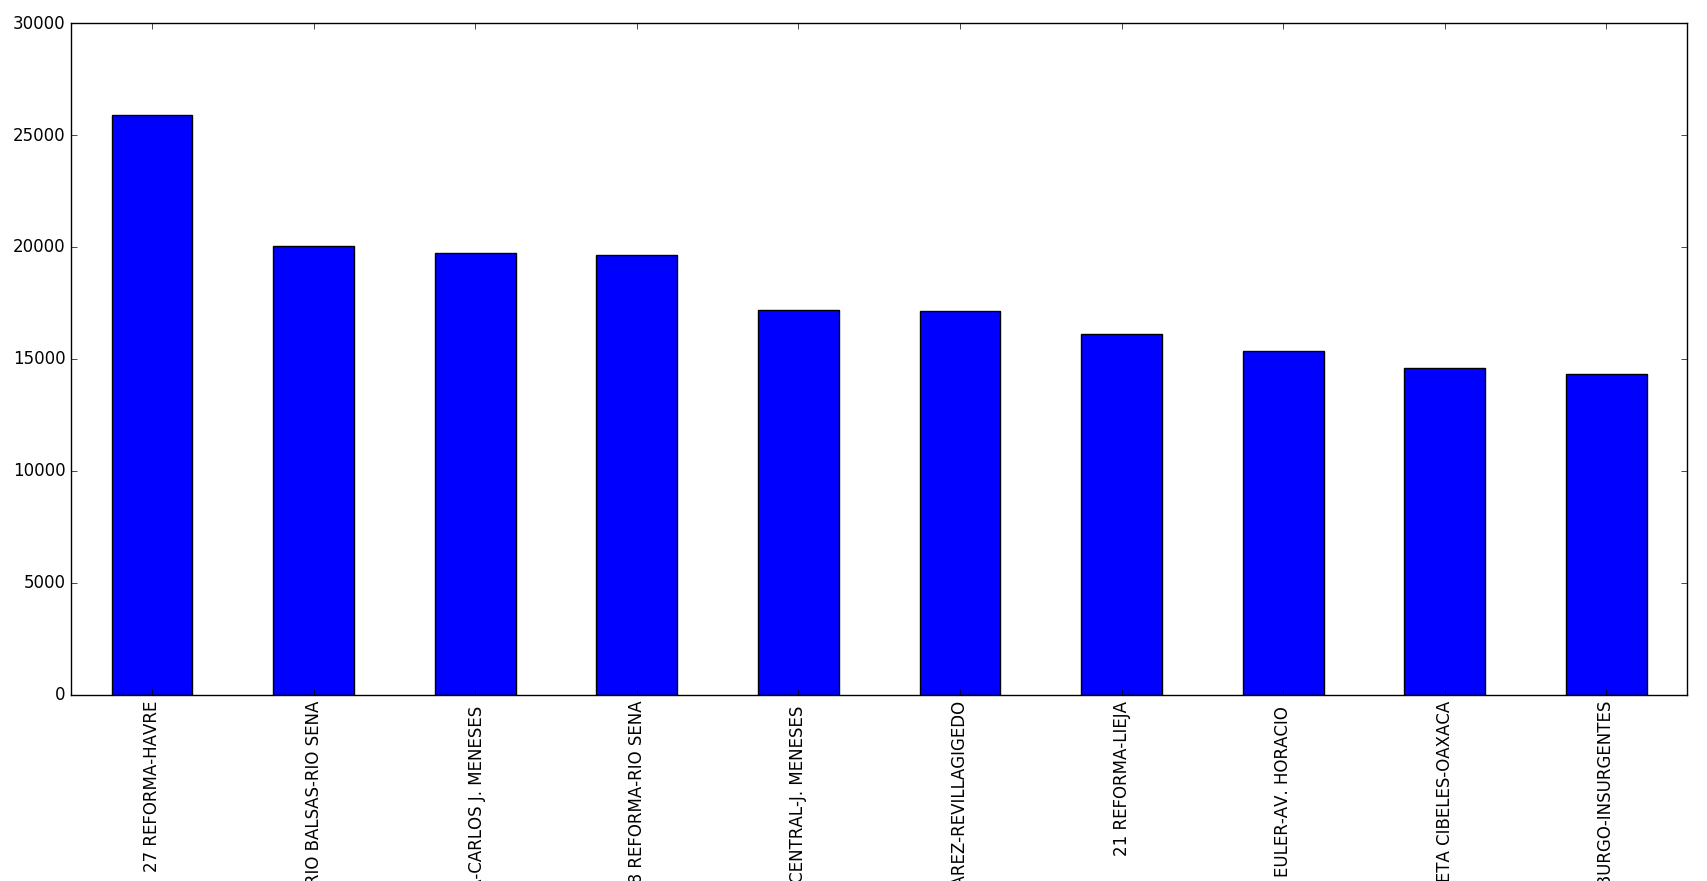 30000
25000
20000
15000
10000
5000
0
27 REFORMA-HAVRE
RIO BALSAS-RIO SENA
-CARLOS J. MENESES
REFORMA-RIO SENA
CENTRAL-J. MENESES
AREZ-REVILLAGIGEDO
21 REFORMA-LIEJA
EULER-AV. HORACIO
ETA CIBELES-OAXACA
BURGO-INSURGENTES